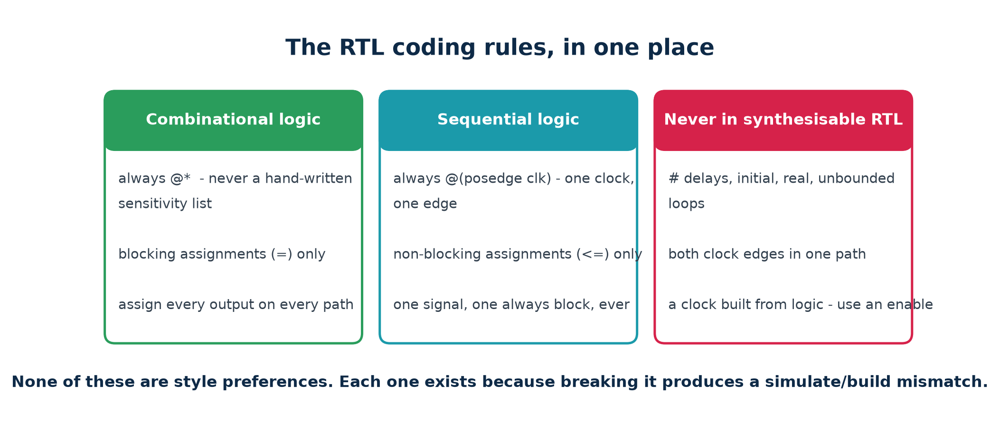 The RTL coding rules, in one place
Combinational logic
always @*  - never a hand-written
sensitivity list
blocking assignments (=) only
assign every output on every path
Sequential logic
always @(posedge clk) - one clock,
one edge
non-blocking assignments (<=) only
one signal, one always block, ever
Never in synthesisable RTL
# delays, initial, real, unbounded
loops
both clock edges in one path
a clock built from logic - use an enable
None of these are style preferences. Each one exists because breaking it produces a simulate/build mismatch.